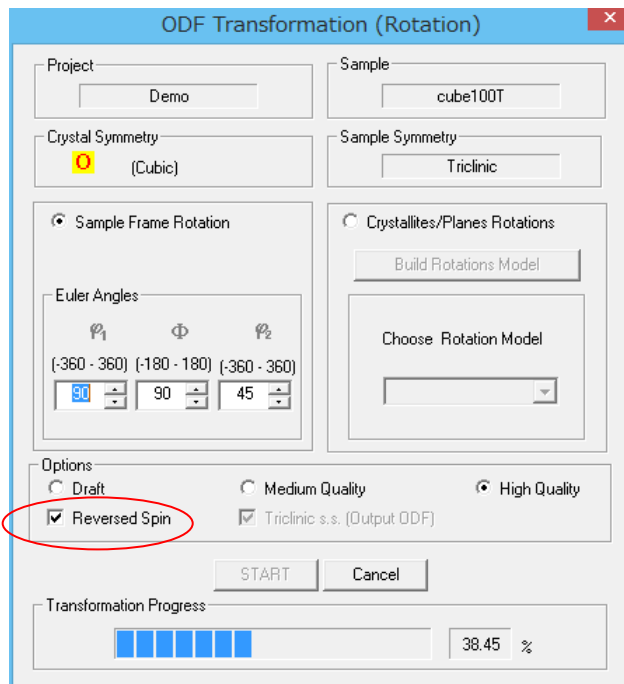 ODF Transformation (Rotation)
Project
Demo
Sample
cube100T
Crystal Symmetry
O (Cubic)
Sample Symmetry
Triclinic
Sample Frame Rotation
Euler Angles
φ1 Φ φ2
(-360 - 360) (-180 - 180) (-360 - 360)
90 90 45
Crystallites/Planes Rotations
Build Rotations Model
Choose Rotation Model
Options
Draft Medium Quality High Quality
Reversed Spin Triclinic s.s. (Output ODF)
START Cancel
Transformation Progress
38.45 %